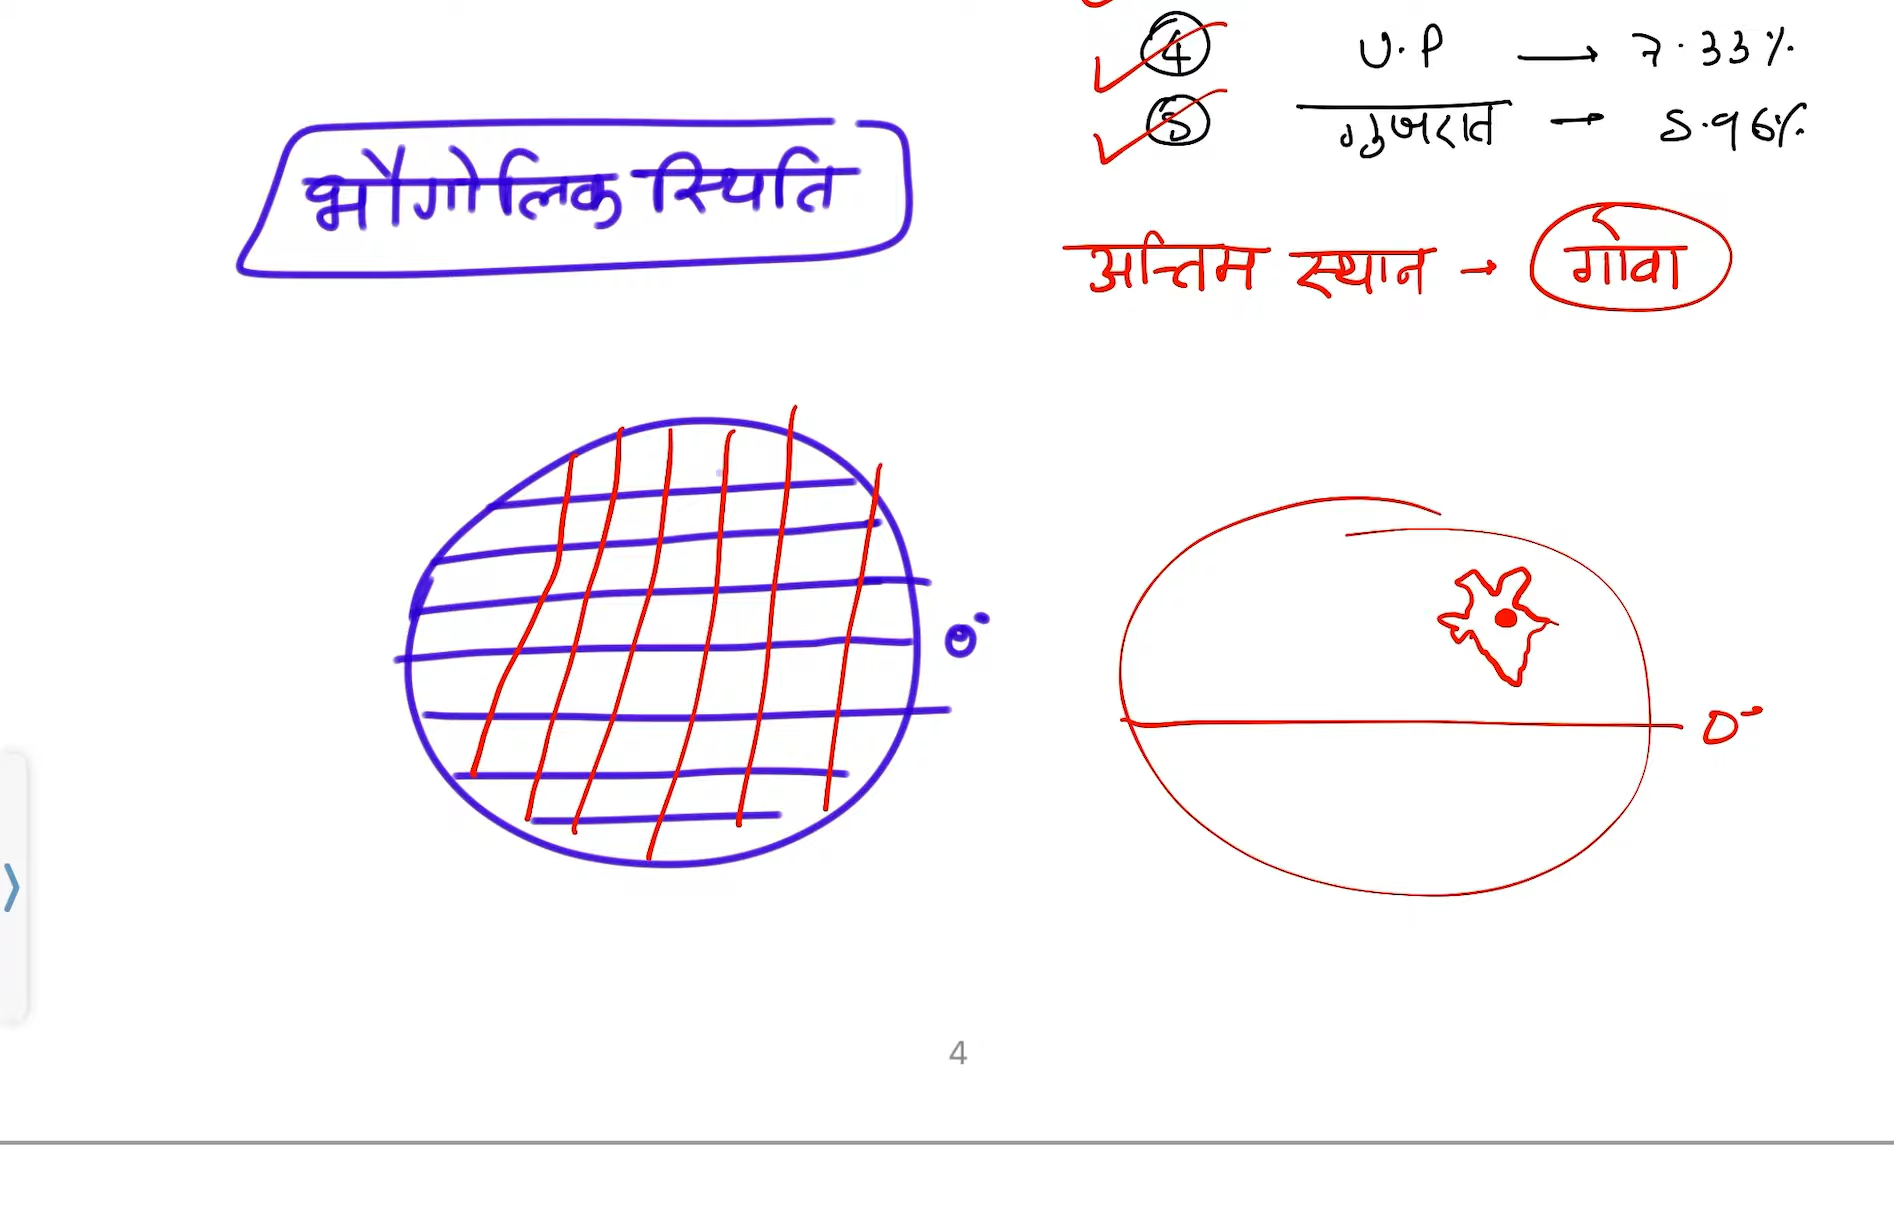 ④ U.P → 7.33%
⑤ गुजरात → 5.96%
भौगोलिक स्थिति
अन्तिम स्थान → गोवा
0°
0°
4